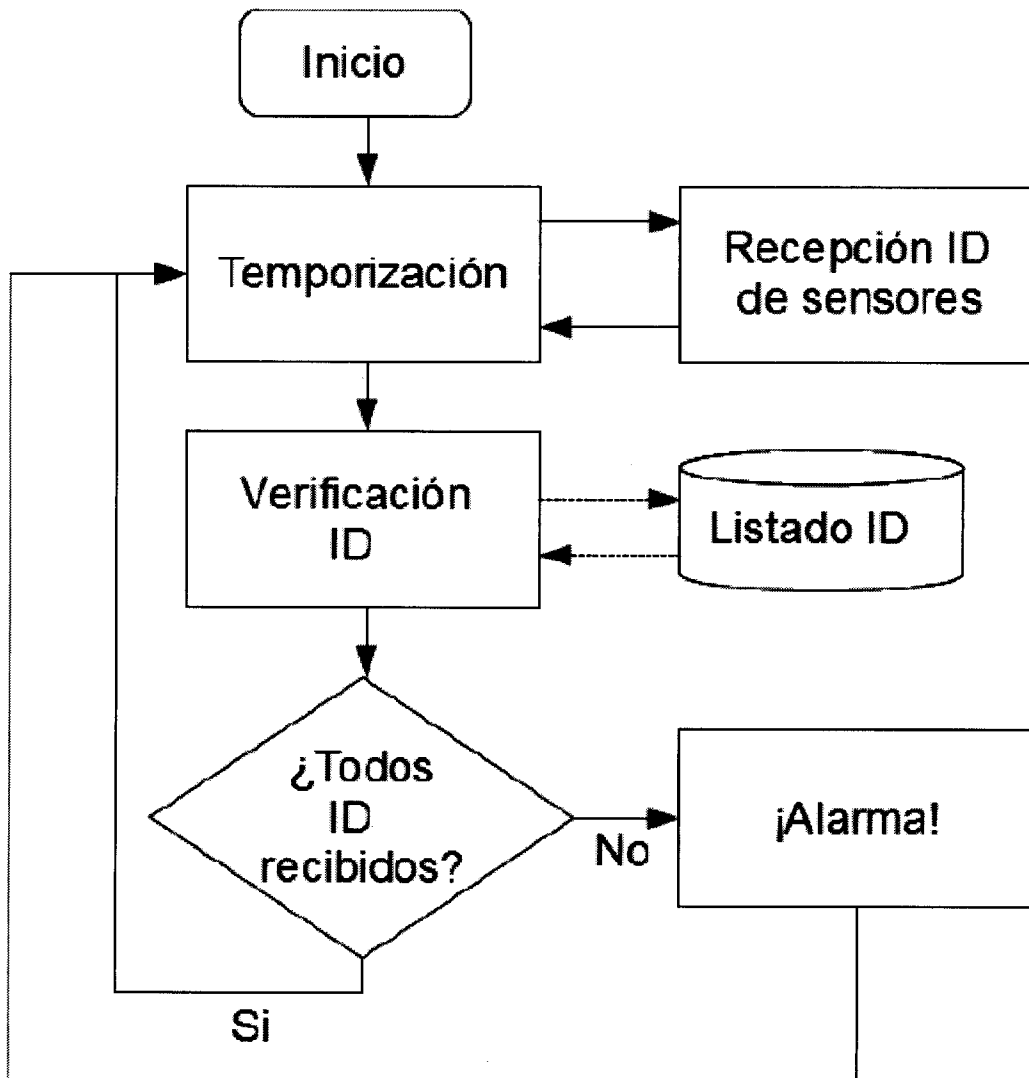 Inicio
Temporización
Recepción ID
de sensores
Verificación
ID
Listado ID
¿Todos
ID
recibidos?
No
¡Alarma!
Si